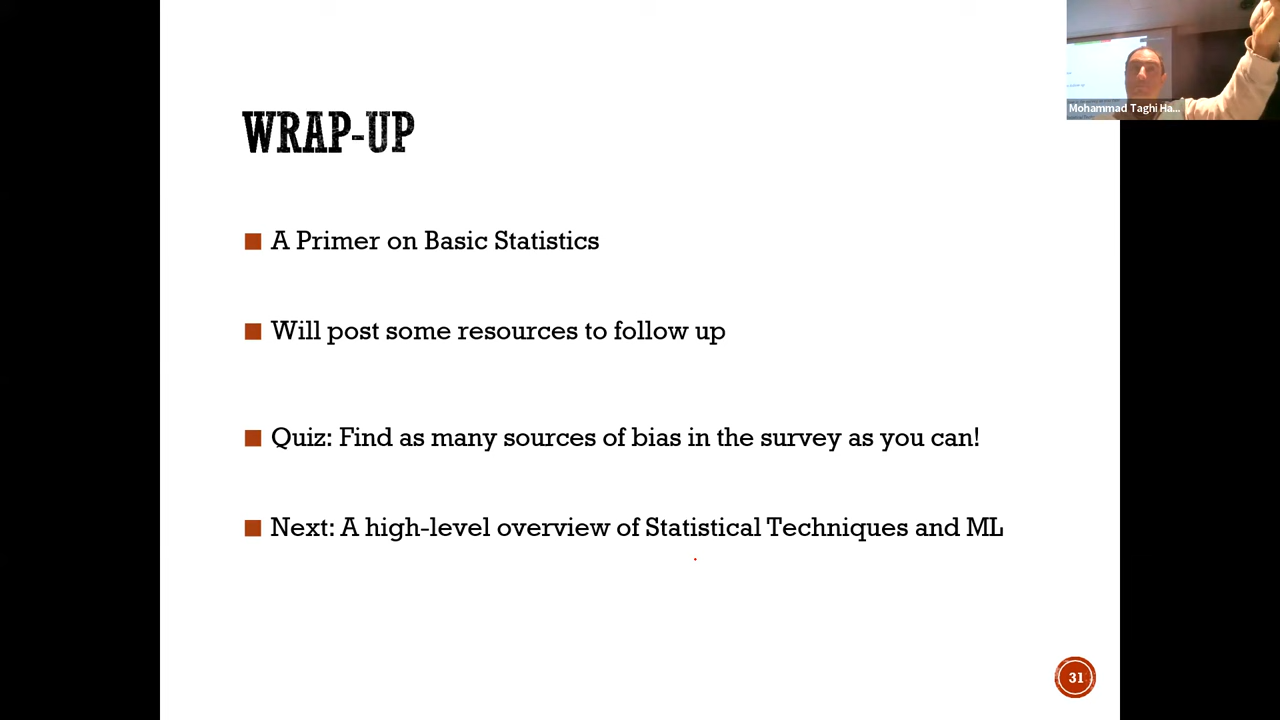 Mohammad Taghi Ha...
WRAP-UP
A Primer on Basic Statistics
Will post some resources to follow up
Quiz: Find as many sources of bias in the survey as you can!
Next: A high-level overview of Statistical Techniques and ML
31